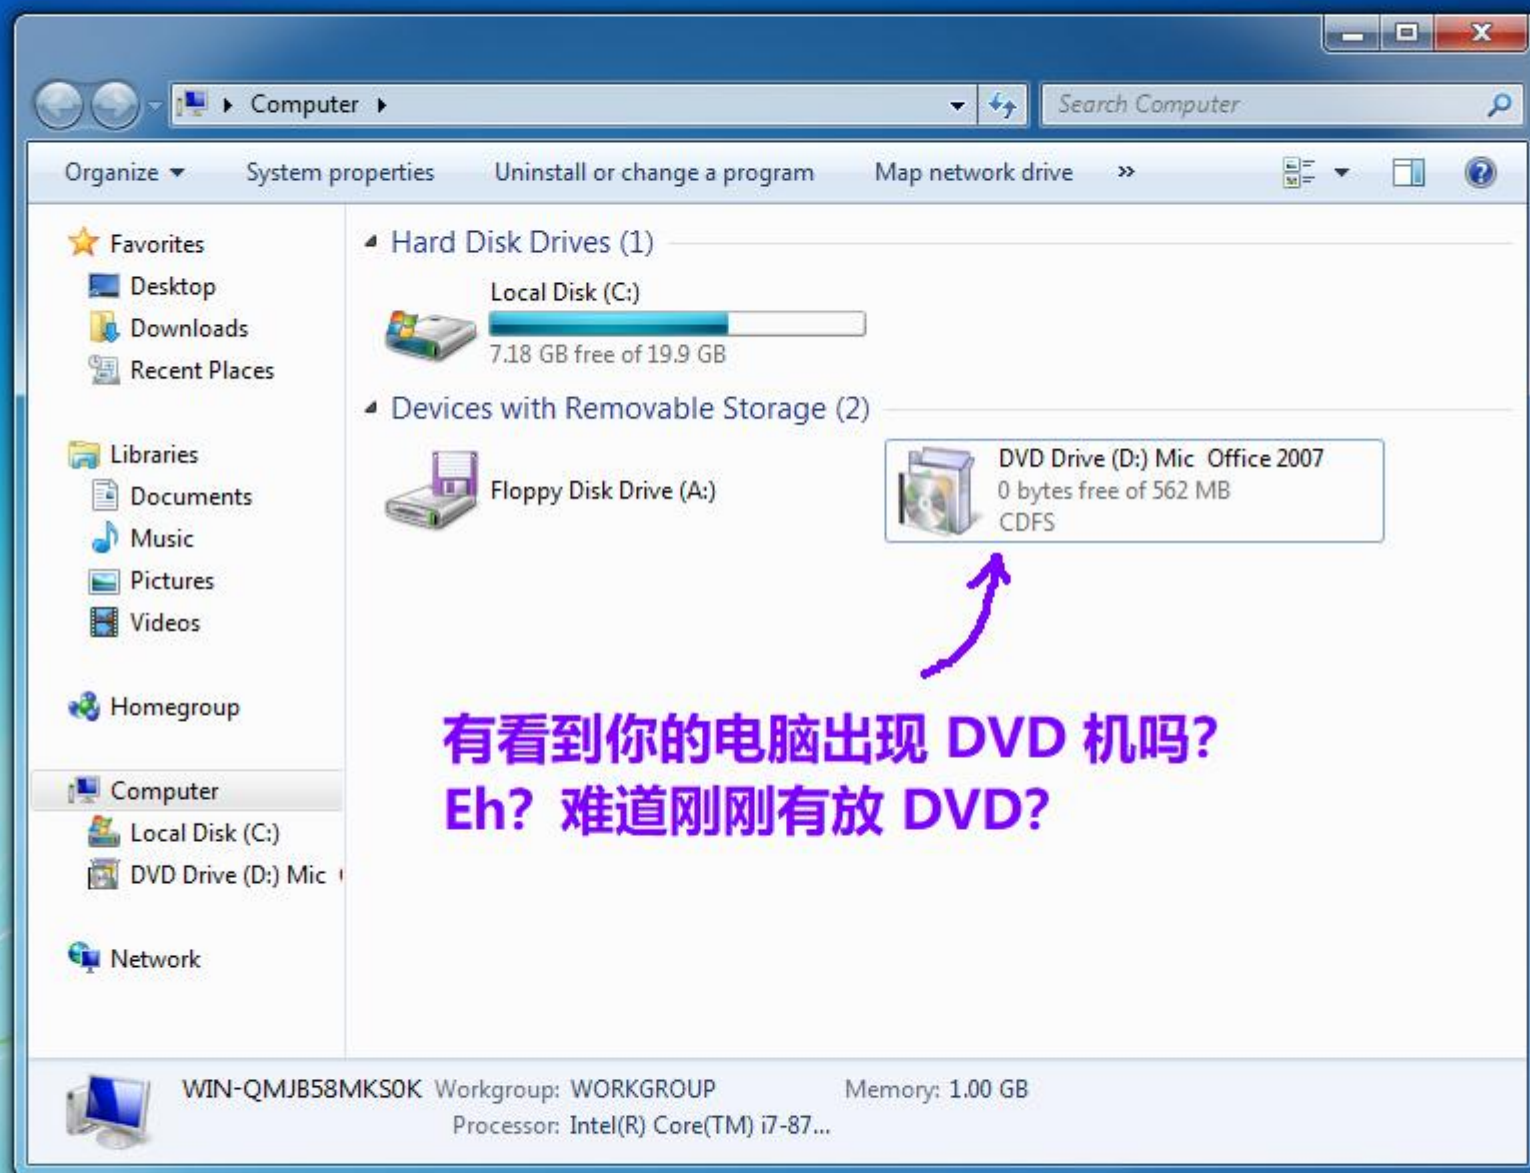 Computer
Search Computer
Organize
System properties
Uninstall or change a program
Map network drive
»
Favorites
Desktop
Downloads
Recent Places
Libraries
Documents
Music
Pictures
Videos
Homegroup
Computer
Local Disk (C:)
DVD Drive (D:) Mic
Network
Hard Disk Drives (1)
Local Disk (C:)
7.18 GB free of 19.9 GB
Devices with Removable Storage (2)
Floppy Disk Drive (A:)
DVD Drive (D:) Mic Office 2007
0 bytes free of 562 MB
CDFS
有看到你的电脑出现 DVD 机吗?
Eh? 难道刚刚有放 DVD?
WIN-QMJB58MKS0K Workgroup: WORKGROUP Memory: 1.00 GB
Processor: Intel(R) Core(TM) i7-87...